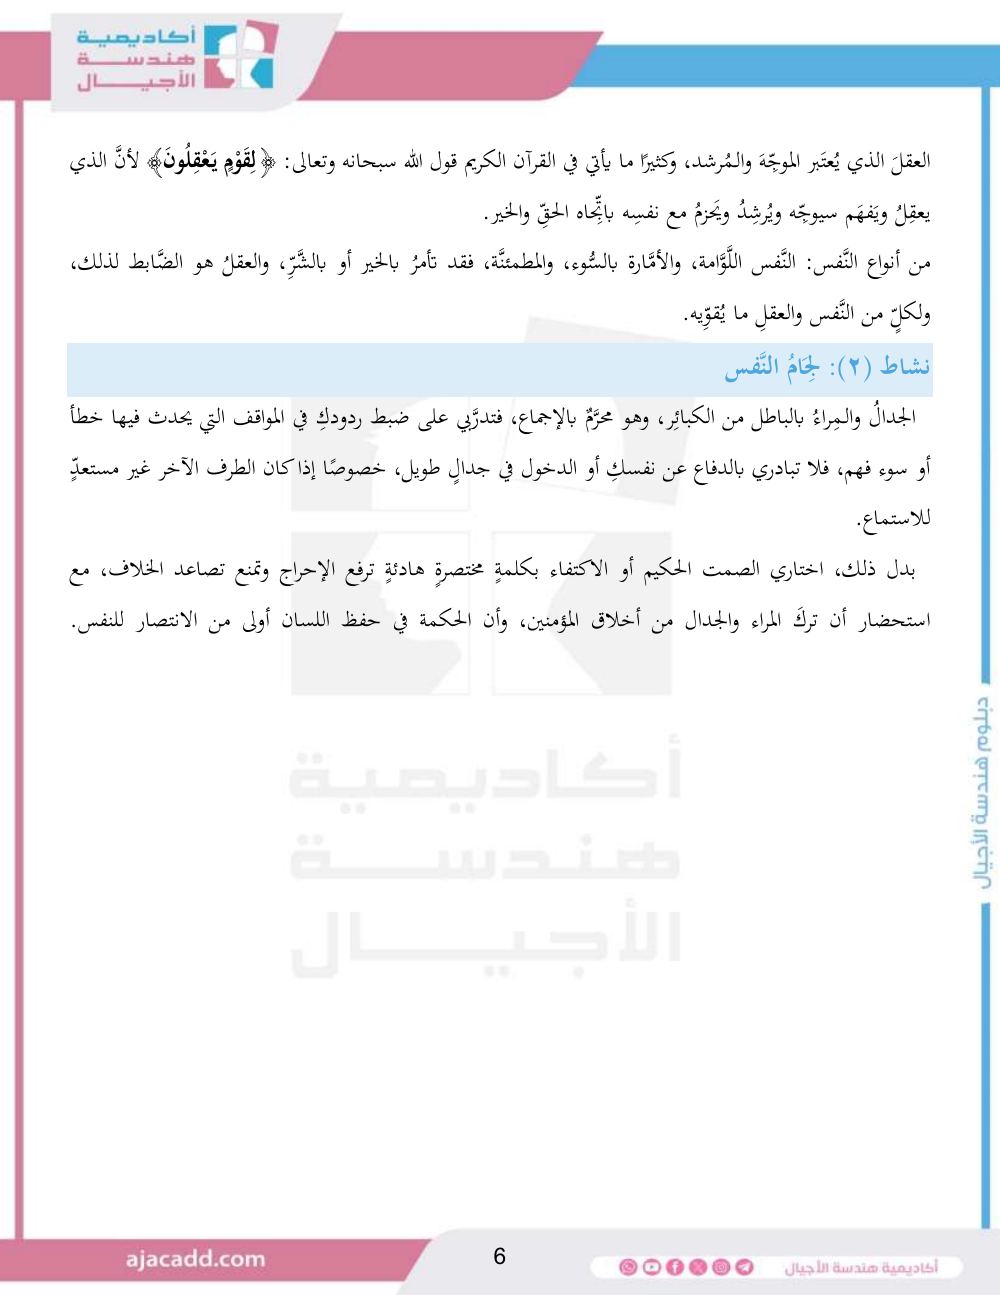 أكاديمية
هندسة
الأجيال
العقلَ الذي يُعتَبر الموجِّهَ والمُرشد، وكثيرًا ما يأتي في القرآن الكريم قول الله سبحانه وتعالى: ﴿لِقَوْمٍ يَعْقِلُونَ﴾ لأنَّ الذي
يعقِلُ ويَفهَم سيوجِّه ويُرشِدُ ويَحزمُ مع نفسِه باتِّجاه الحقِّ والخير.
من أنواع النَّفس: النَّفس اللَّوَّامة، والأمَّارة بالسُّوء، والمطمئنَّة، فقد تأمرُ بالخير أو بالشَّرِّ، والعقلُ هو الضَّابط لذلك،
ولكلٍّ من النَّفس والعقلِ ما يُقوِّيه.
نشاط (٢): لِجَامُ النَّفس
الجدالُ والمِراءُ بالباطل من الكبائِر، وهو محرَّمٌ بالإجماع، فتدرَّبي على ضبط ردودكِ في المواقف التي يحدث فيها خطأ
أو سوء فهم، فلا تبادري بالدفاع عن نفسكِ أو الدخول في جدالٍ طويل، خصوصًا إذا كان الطرف الآخر غير مستعدٍّ
للاستماع.
بدل ذلك، اختاري الصمت الحكيم أو الاكتفاء بكلمةٍ مختصرةٍ هادئةٍ ترفع الإحراج وتمنع تصاعد الخلاف، مع
استحضار أن تركَ المراء والجدال من أخلاق المؤمنين، وأن الحكمة في حفظ اللسان أولى من الانتصار للنفس.
أكاديمية
هندسة
الأجيال
دبلوم هندسة الأجيال
ajacadd.com
6
أكاديمية هندسة الأجيال